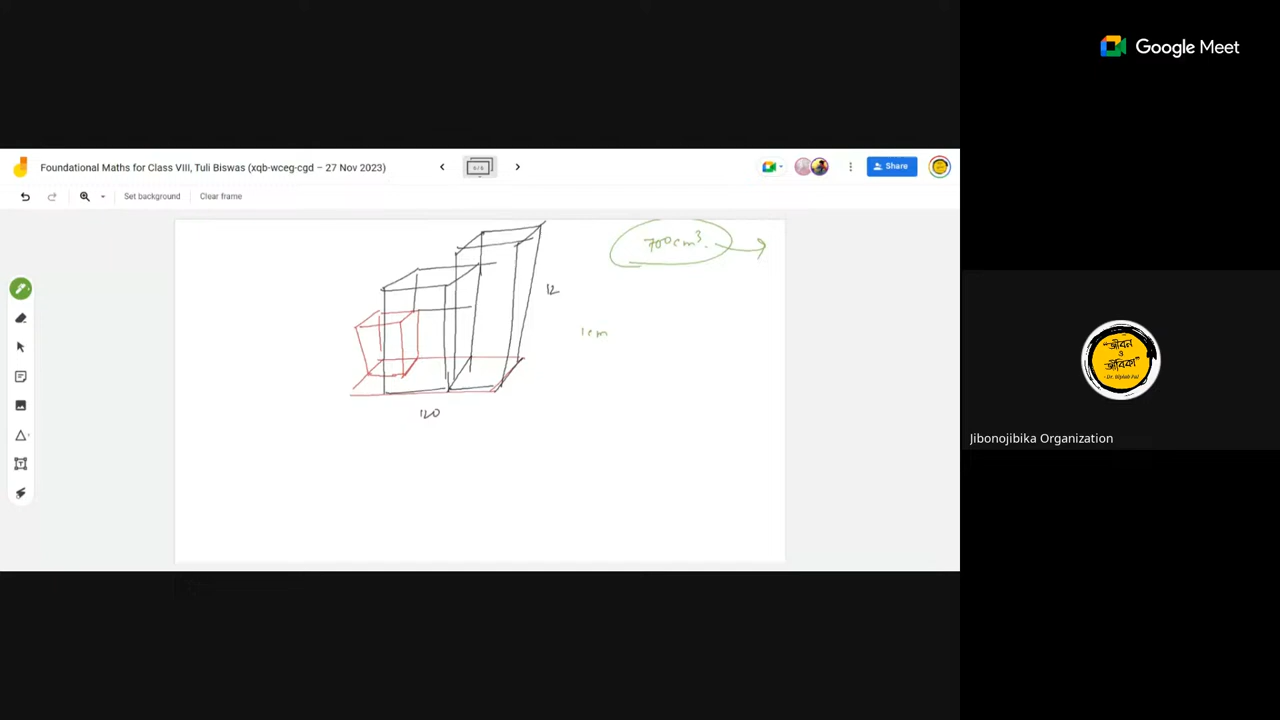 Google Meet
Foundational Maths for Class VIII, Tuli Biswas (xqb-wceg-cgd – 27 Nov 2023)
Share
Set background
Clear frame
700cm³.
12
1cm
120
"জীবন
ও
জীবিকা"
Jibonojibika Organization